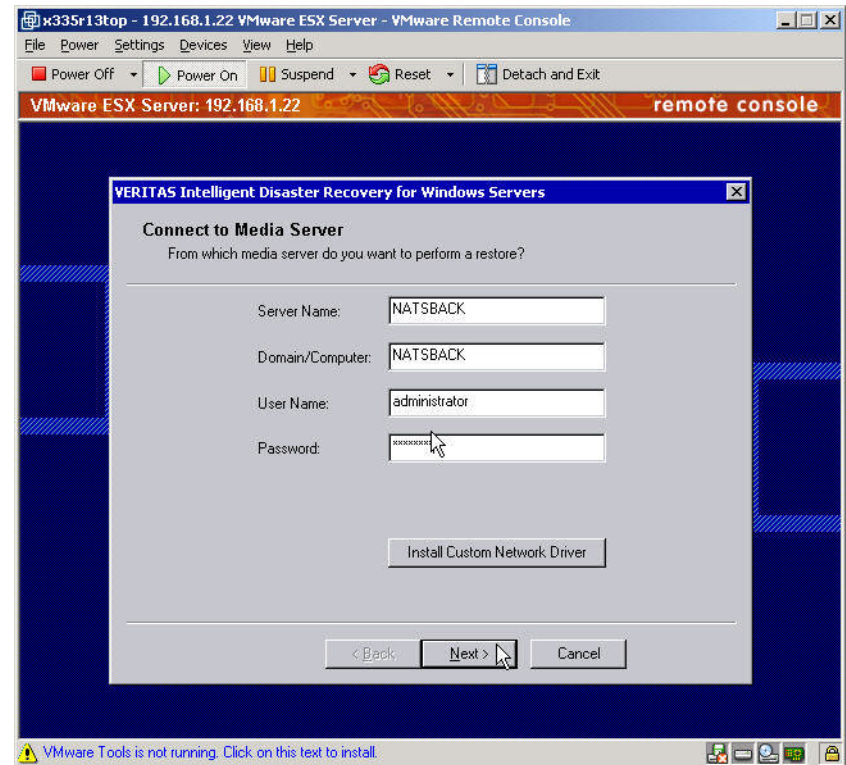 x335r13top - 192.168.1.22 VMware ESX Server - VMware Remote Console
File Power Settings Devices View Help
Power Off Power On Suspend Reset Detach and Exit
VMware ESX Server: 192.168.1.22 remote console
VERITAS Intelligent Disaster Recovery for Windows Servers
Connect to Media Server
From which media server do you want to perform a restore?
Server Name: NATSBACK
Domain/Computer: NATSBACK
User Name: administrator
Password:
Install Custom Network Driver
< Back Next > Cancel
VMware Tools is not running. Click on this text to install.